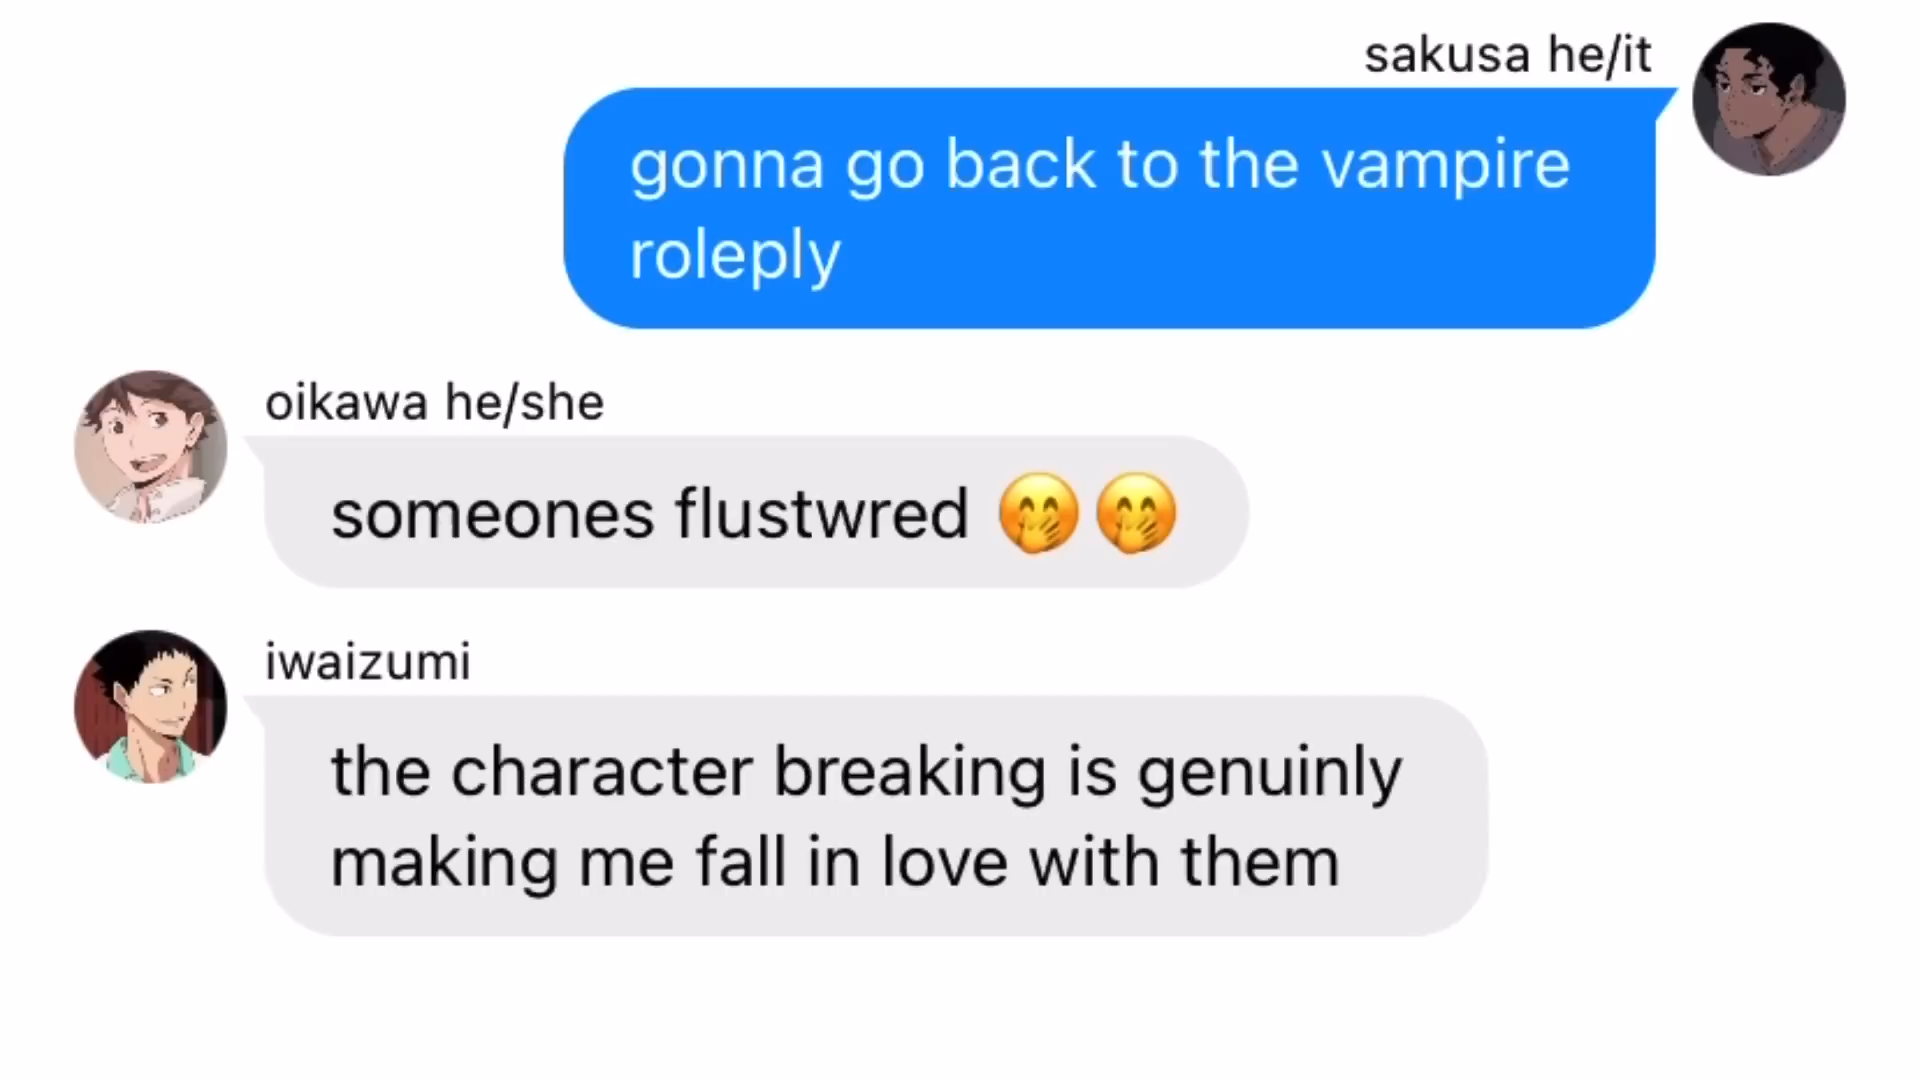 sakusa he/it
gonna go back to the vampire
roleply
oikawa he/she
someones flustwred 🤭🤭
iwaizumi
the character breaking is genuinly
making me fall in love with them